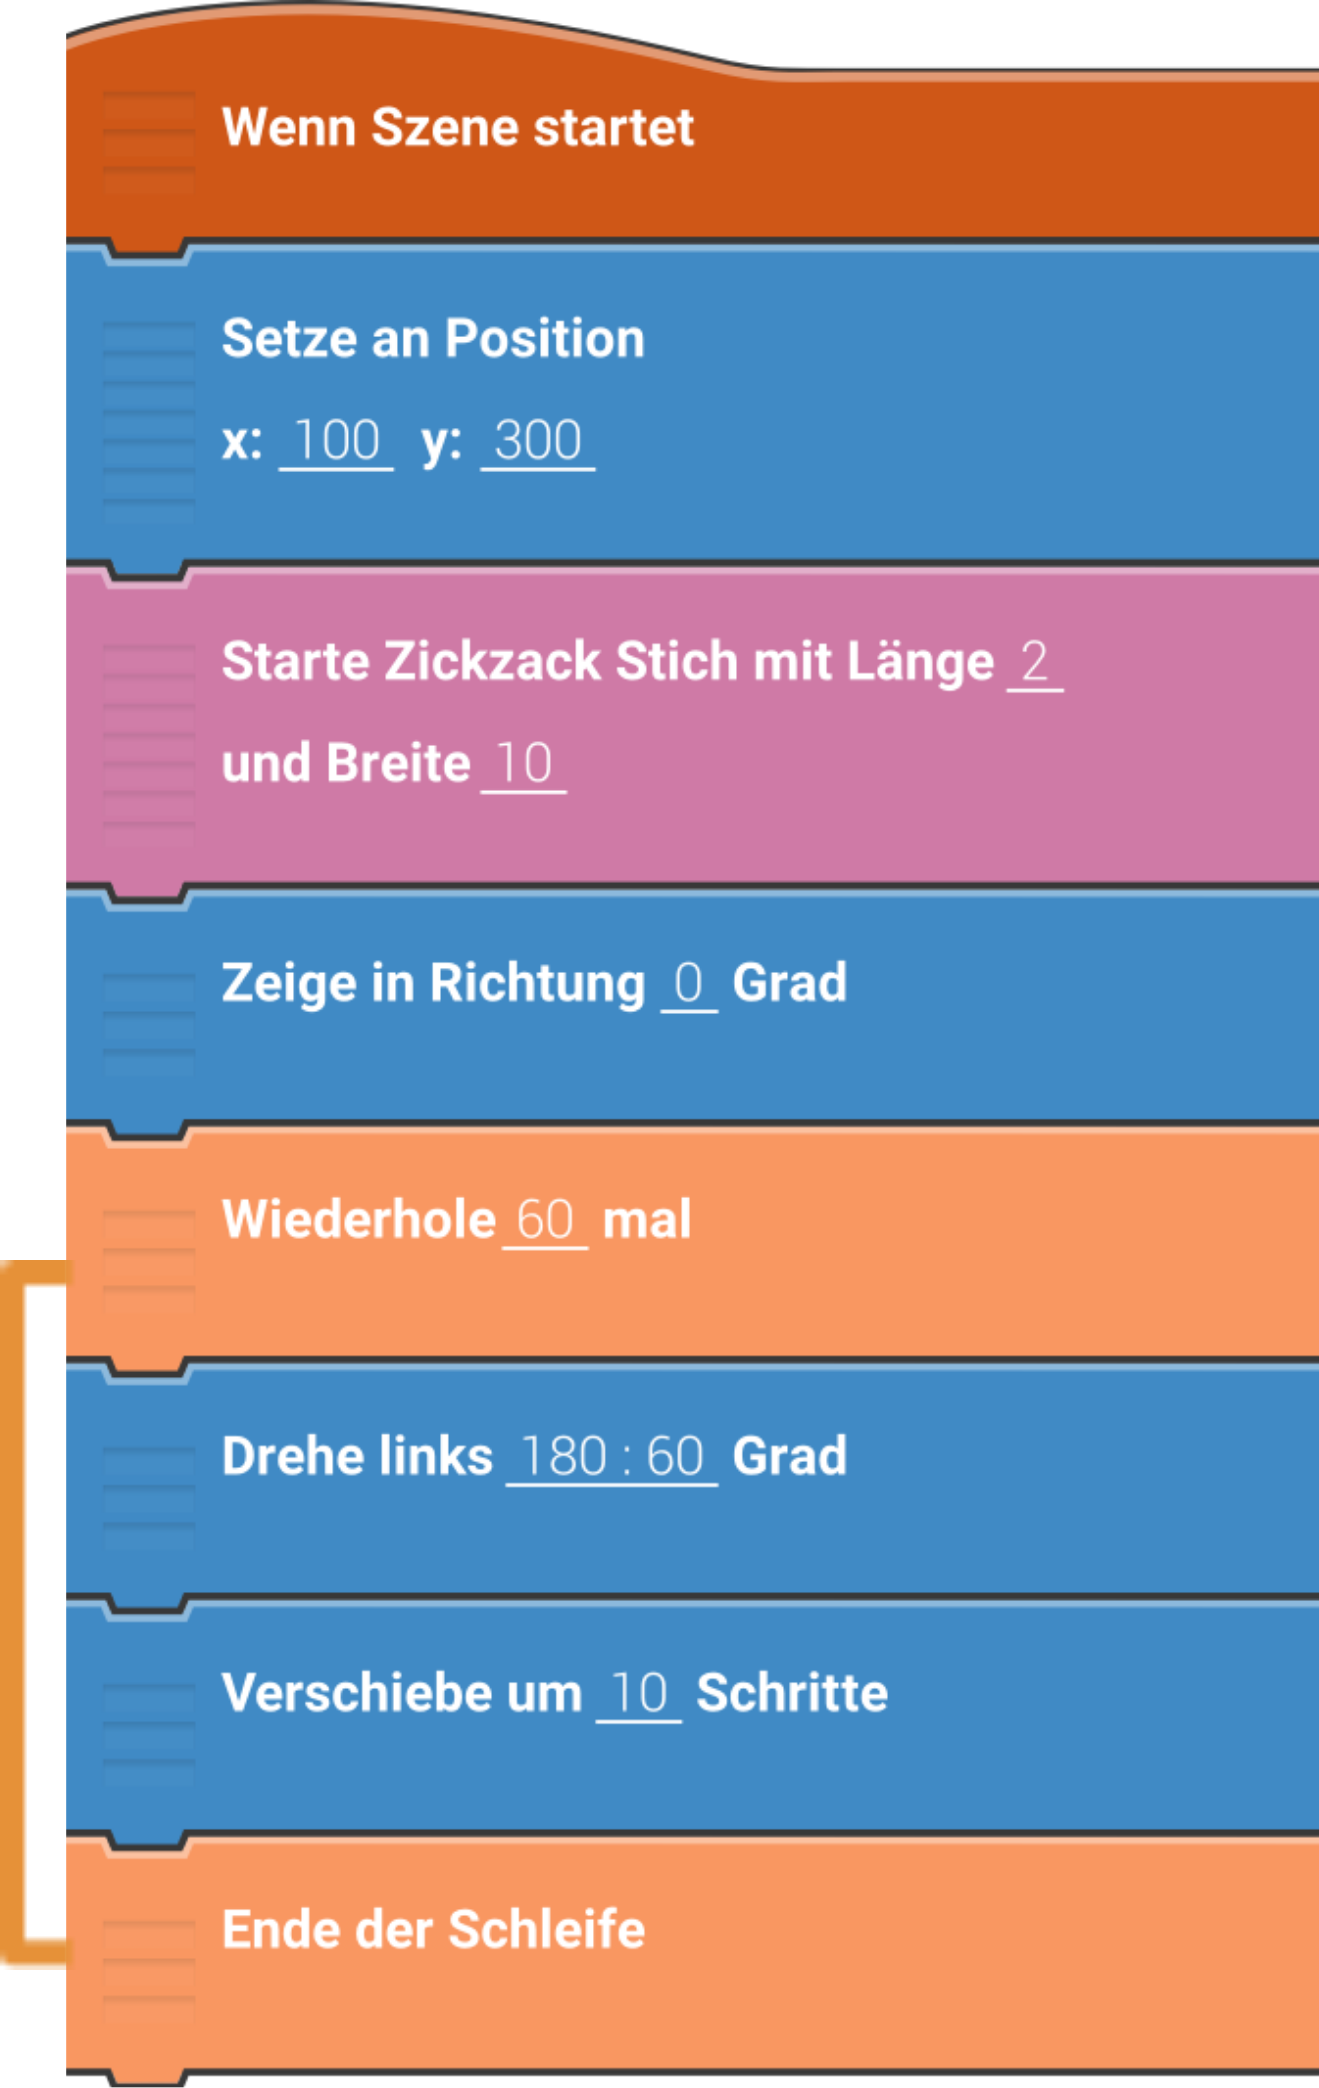 Wenn Szene startet
Setze an Position
x: 100 y: 300
Starte Zickzack Stich mit Länge 2
und Breite 10
Zeige in Richtung 0 Grad
Wiederhole 60 mal
Drehe links 180 : 60 Grad
Verschiebe um 10 Schritte
Ende der Schleife